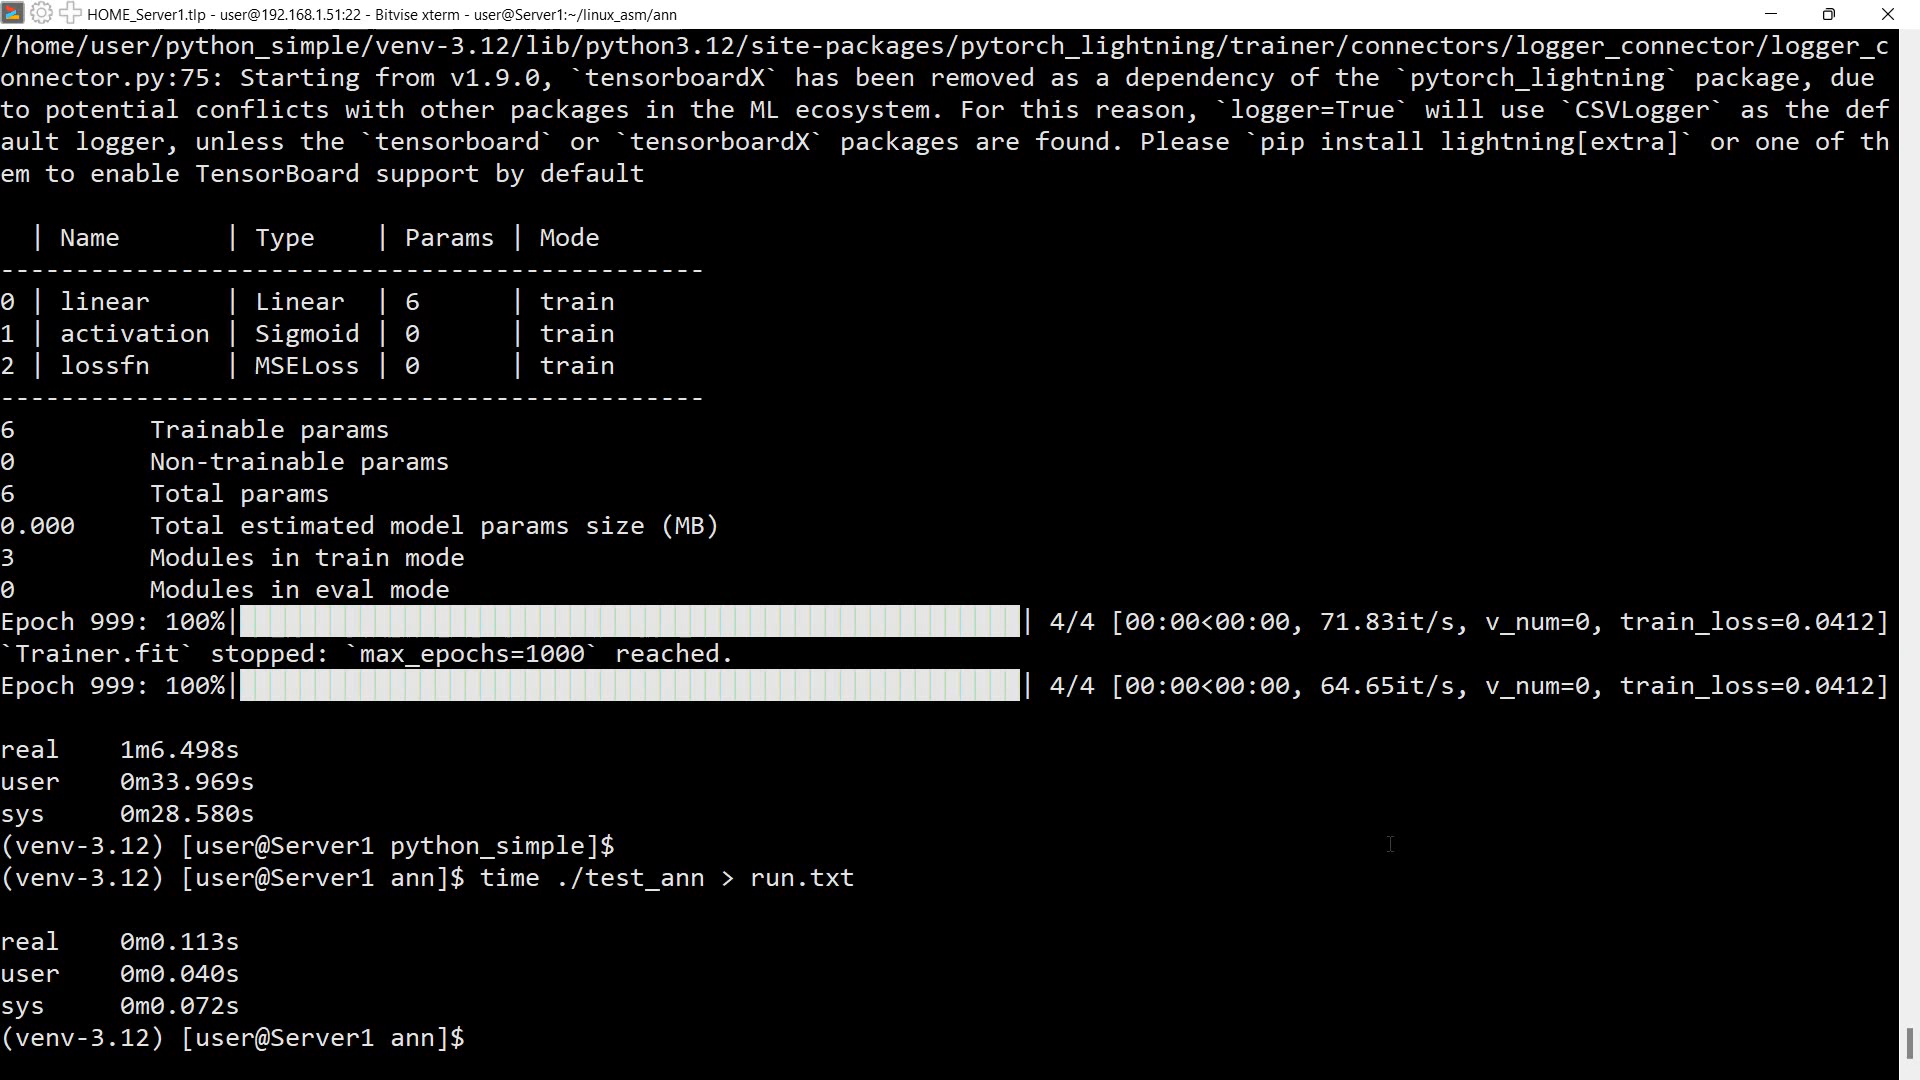 HOME_Server1.tlp - user@192.168.1.51:22 - Bitvise xterm - user@Server1:~/linux_asm/ann
/home/user/python_simple/venv-3.12/lib/python3.12/site-packages/pytorch_lightning/trainer/connectors/logger_connector/logger_c
onnector.py:75: Starting from v1.9.0, `tensorboardX` has been removed as a dependency of the `pytorch_lightning` package, due
to potential conflicts with other packages in the ML ecosystem. For this reason, `logger=True` will use `CSVLogger` as the def
ault logger, unless the `tensorboard` or `tensorboardX` packages are found. Please `pip install lightning[extra]` or one of th
em to enable TensorBoard support by default
  | Name       | Type    | Params | Mode
-----------------------------------------------
0 | linear     | Linear  | 6      | train
1 | activation | Sigmoid | 0      | train
2 | lossfn     | MSELoss | 0      | train
-----------------------------------------------
6         Trainable params
0         Non-trainable params
6         Total params
0.000     Total estimated model params size (MB)
3         Modules in train mode
0         Modules in eval mode
Epoch 999: 100%| | 4/4 [00:00<00:00, 71.83it/s, v_num=0, train_loss=0.0412]
`Trainer.fit` stopped: `max_epochs=1000` reached.
Epoch 999: 100%| | 4/4 [00:00<00:00, 64.65it/s, v_num=0, train_loss=0.0412]
real    1m6.498s
user    0m33.969s
sys     0m28.580s
(venv-3.12) [user@Server1 python_simple]$
(venv-3.12) [user@Server1 ann]$ time ./test_ann > run.txt
real    0m0.113s
user    0m0.040s
sys     0m0.072s
(venv-3.12) [user@Server1 ann]$